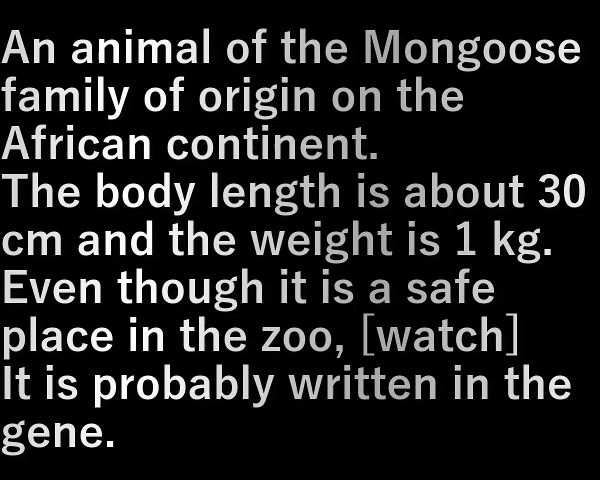 An animal of the Mongoose
family of origin on the
African continent.
The body length is about 30
cm and the weight is 1 kg.
Even though it is a safe
place in the zoo, [watch]
It is probably written in the
gene.